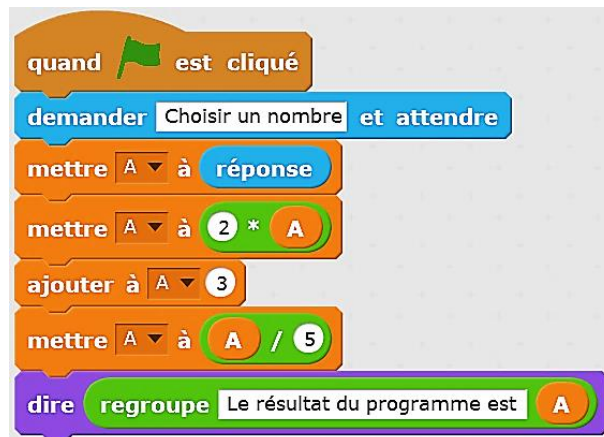 quand est cliqué
demander Choisir un nombre et attendre
mettre A à réponse
mettre A à 2 * A
ajouter à A 3
mettre A à A / 5
dire regroupe Le résultat du programme est A